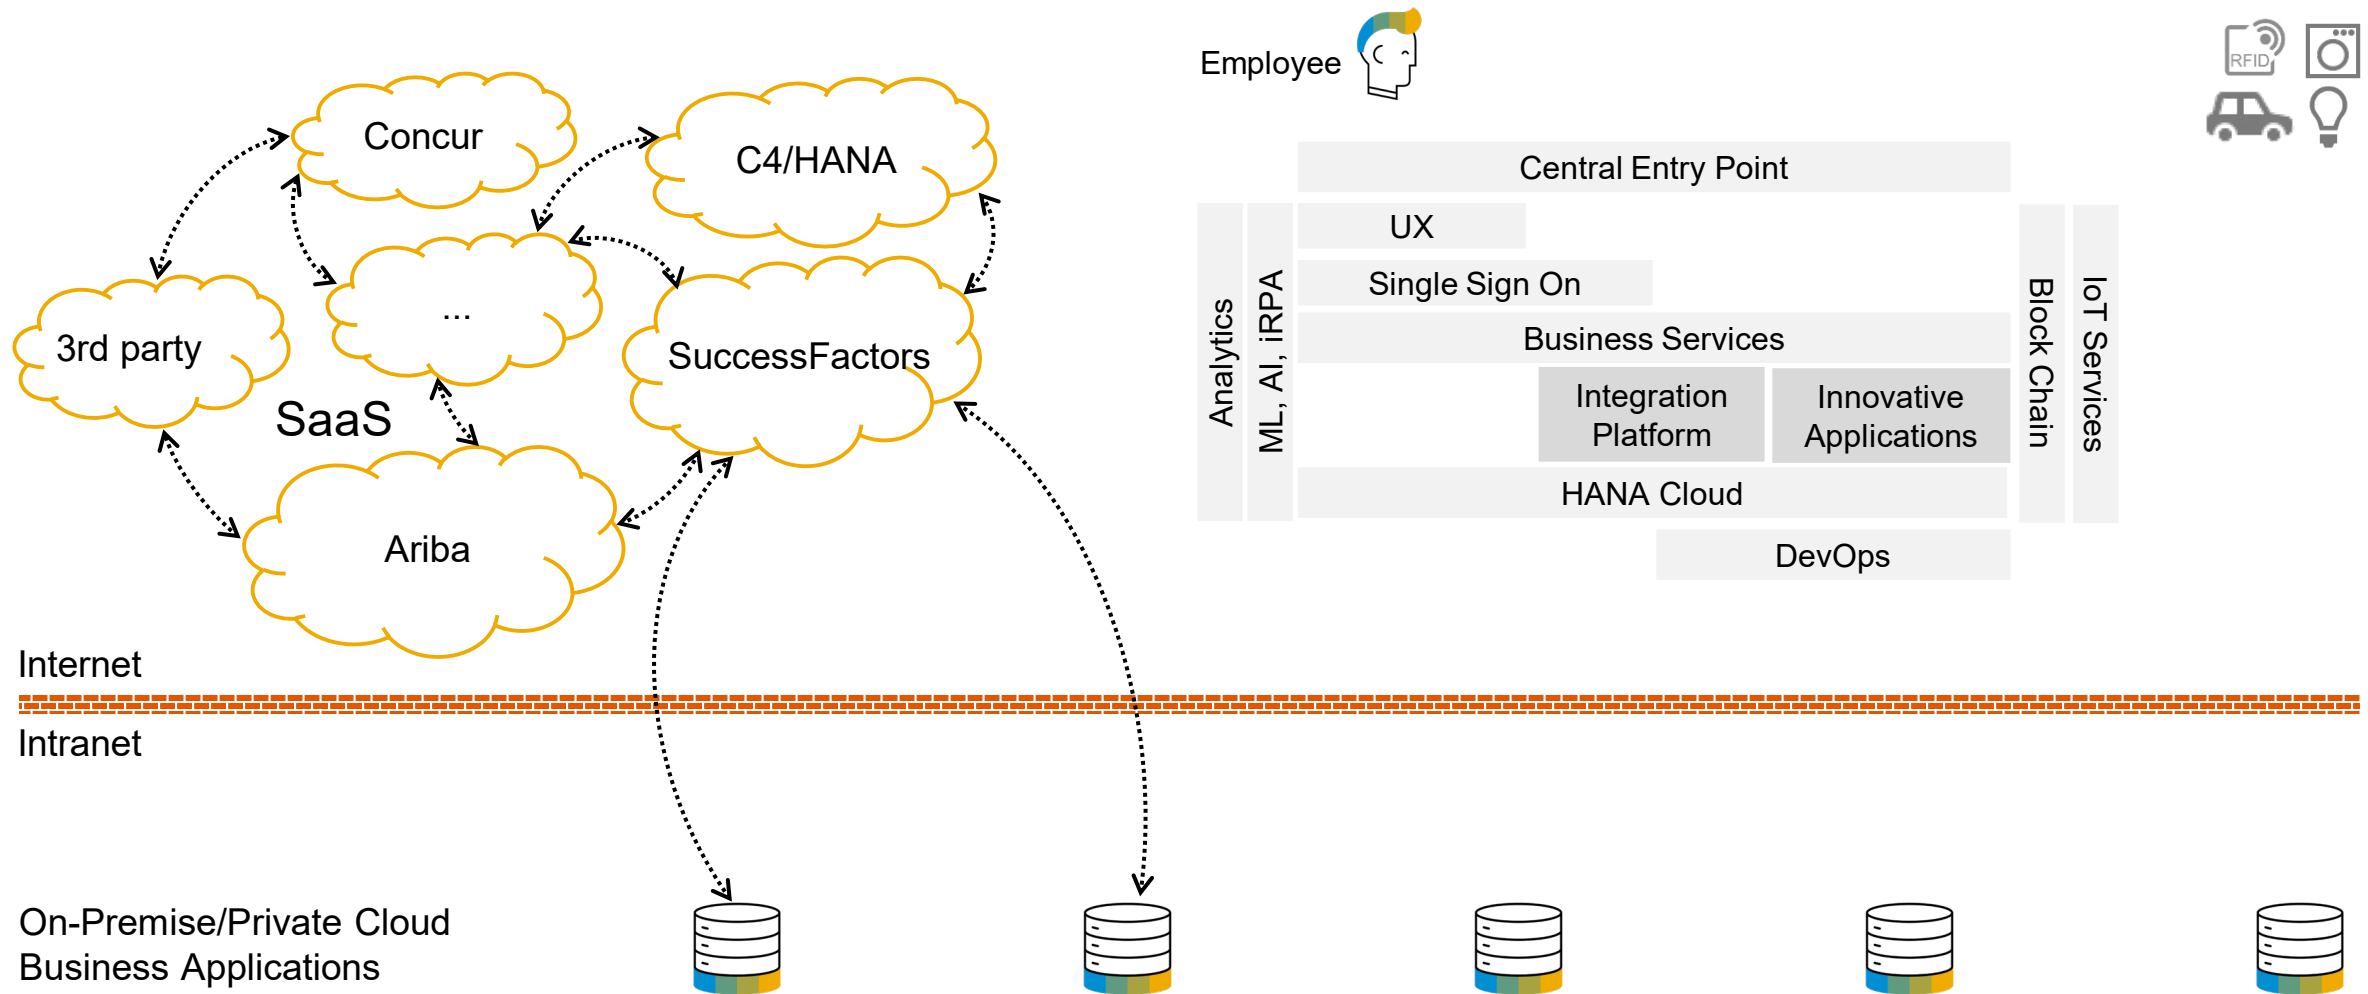 Employee
RFID
Concur
C4/HANA
Central Entry Point
UX
Single Sign On
...
3rd party
SuccessFactors
SaaS
Analytics
ML, AI, iRPA
Business Services
Integration
Platform
Innovative
Applications
Block Chain
IoT Services
HANA Cloud
DevOps
Ariba
Internet
Intranet
On-Premise/Private Cloud
Business Applications